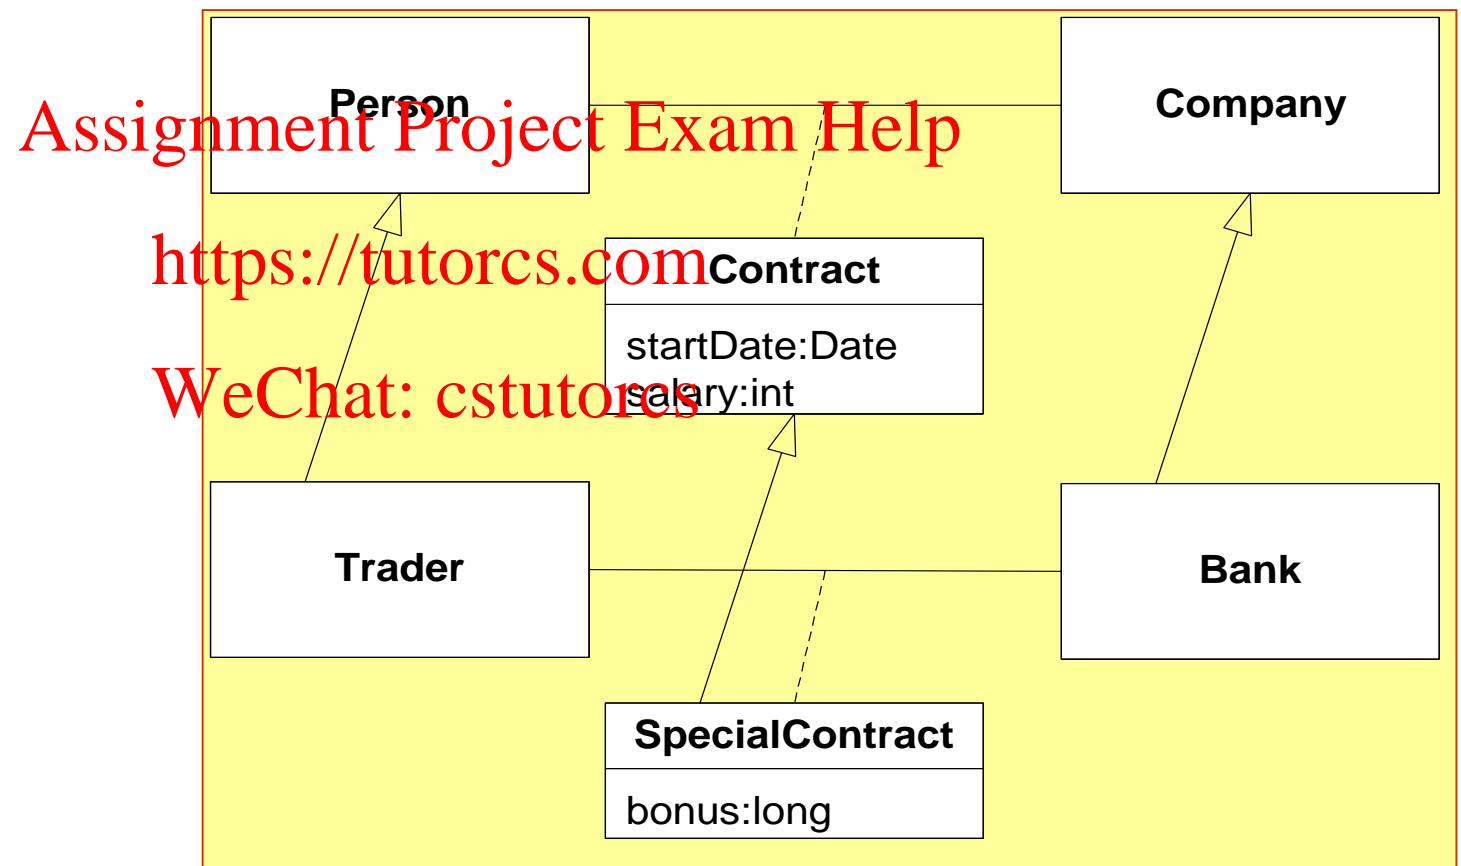 Person
Company
Assignment Project Exam Help
https://tutorcs.com
Contract
startDate:Date
salary:int
WeChat: cstutorcs
Trader
Bank
SpecialContract
bonus:long